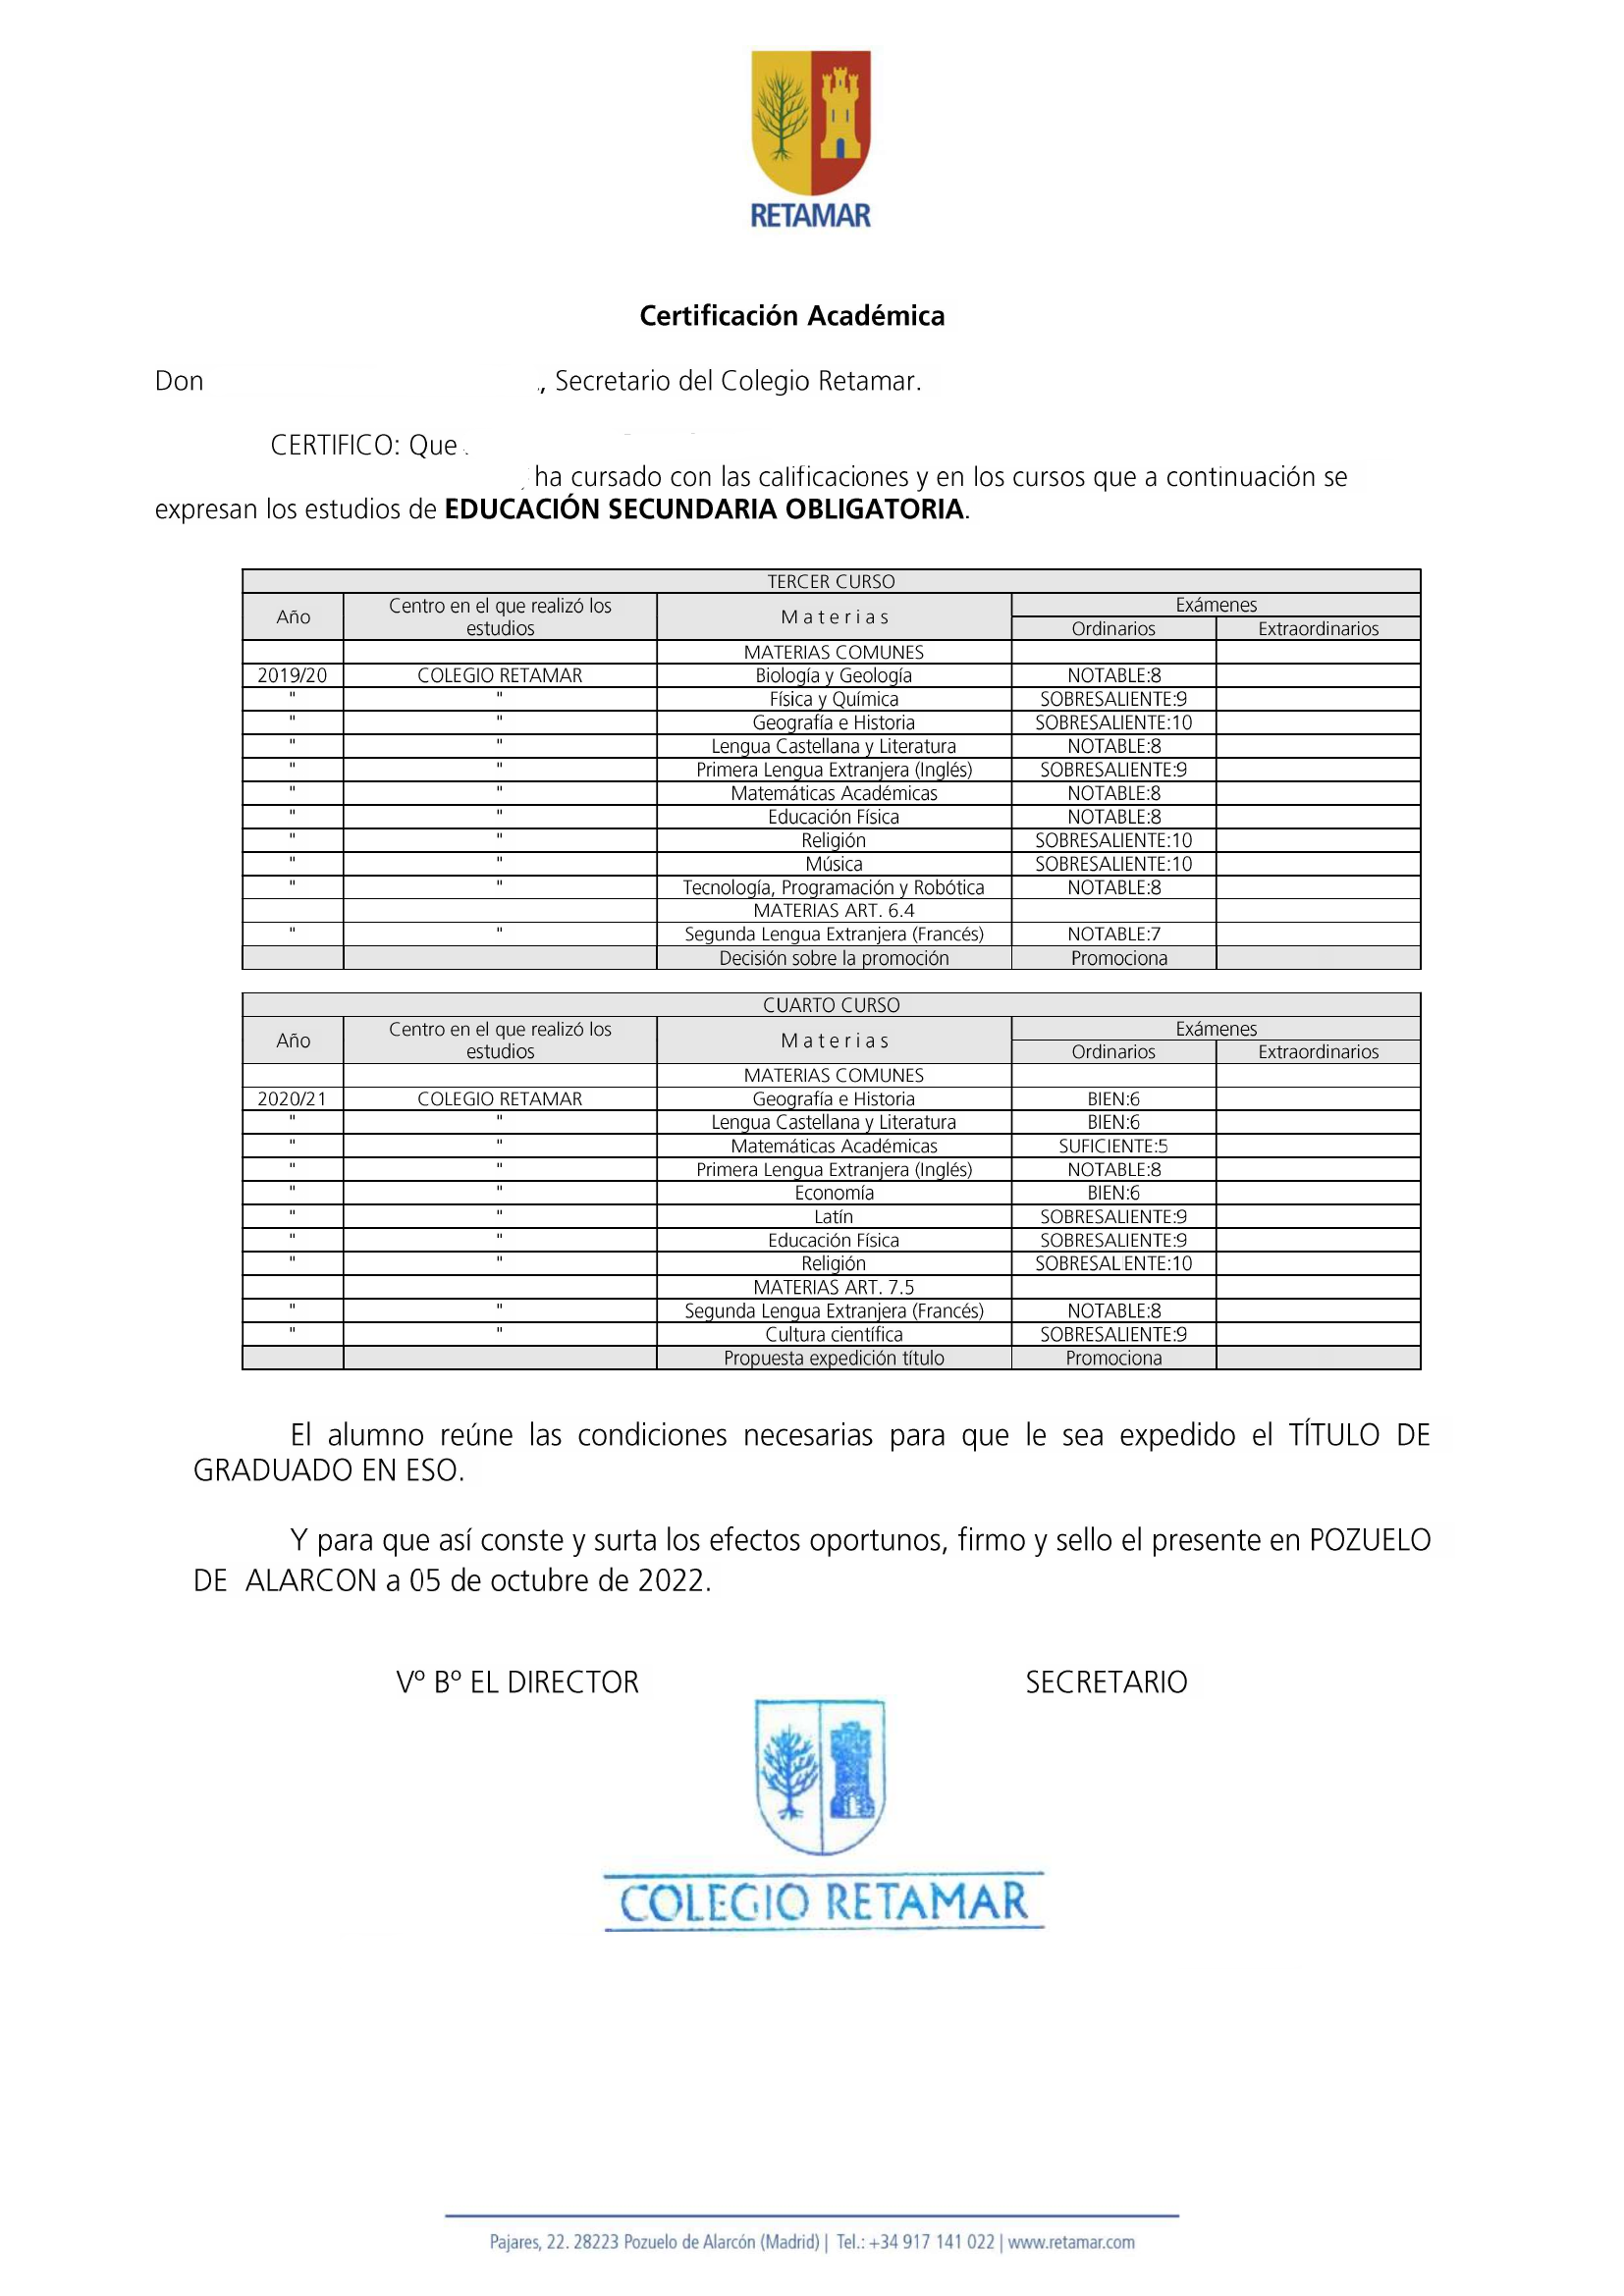 RETAMAR
Certificación Académica
Don , Secretario del Colegio Retamar.
CERTIFICO: Que
ha cursado con las calificaciones y en los cursos que a continuación se
expresan los estudios de EDUCACIÓN SECUNDARIA OBLIGATORIA.
TERCER CURSO
Año Centro en el que realizó los estudios Materias Exámenes
Ordinarios Extraordinarios
MATERIAS COMUNES
2019/20 COLEGIO RETAMAR Biología y Geología NOTABLE:8
" " Física y Química SOBRESALIENTE:9
" " Geografía e Historia SOBRESALIENTE:10
" " Lengua Castellana y Literatura NOTABLE:8
" " Primera Lengua Extranjera (Inglés) SOBRESALIENTE:9
" " Matemáticas Académicas NOTABLE:8
" " Educación Física NOTABLE:8
" " Religión SOBRESALIENTE:10
" " Música SOBRESALIENTE:10
" " Tecnología, Programación y Robótica NOTABLE:8
MATERIAS ART. 6.4
" " Segunda Lengua Extranjera (Francés) NOTABLE:7
Decisión sobre la promoción Promociona
CUARTO CURSO
Año Centro en el que realizó los estudios Materias Exámenes
Ordinarios Extraordinarios
MATERIAS COMUNES
2020/21 COLEGIO RETAMAR Geografía e Historia BIEN:6
" " Lengua Castellana y Literatura BIEN:6
" " Matemáticas Académicas SUFICIENTE:5
" " Primera Lengua Extranjera (Inglés) NOTABLE:8
" " Economía BIEN:6
" " Latín SOBRESALIENTE:9
" " Educación Física SOBRESALIENTE:9
" " Religión SOBRESALIENTE:10
MATERIAS ART. 7.5
" " Segunda Lengua Extranjera (Francés) NOTABLE:8
" " Cultura científica SOBRESALIENTE:9
Propuesta expedición título Promociona
El alumno reúne las condiciones necesarias para que le sea expedido el TÍTULO DE
GRADUADO EN ESO.
Y para que así conste y surta los efectos oportunos, firmo y sello el presente en POZUELO
DE ALARCON a 05 de octubre de 2022.
Vº Bº EL DIRECTOR SECRETARIO
COLEGIO RETAMAR
Pajares, 22. 28223 Pozuelo de Alarcón (Madrid) | Tel.: +34 917 141 022 | www.retamar.com